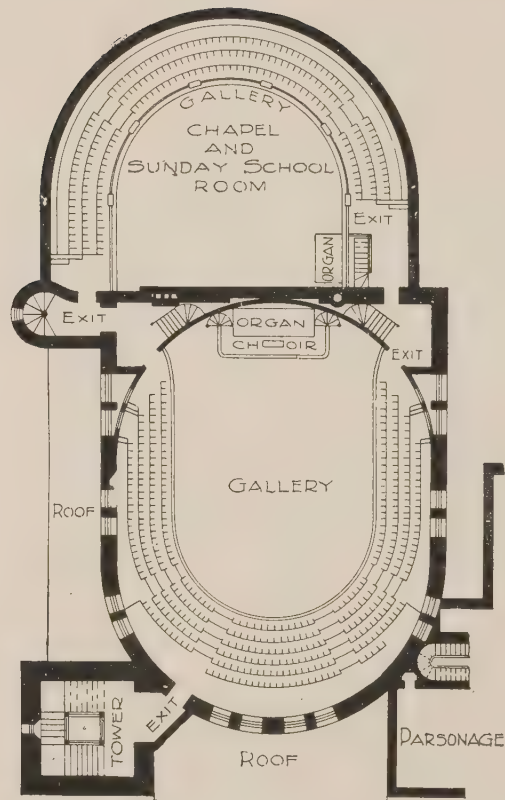 GALLERY
CHAPEL
AND
SUNDAY SCHOOL
ROOM
EXIT
ORGAN
EXIT
ORGAN
CHOIR
EXIT
GALLERY
ROOF
TOWER
EXIT
ROOF
PARSONAGE